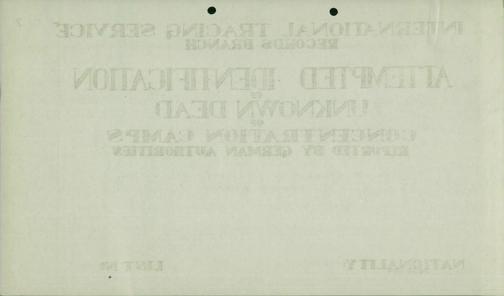 INTERNATIONAL TRACING SERVICE
RECORDS BRANCH
ATTEMPTED IDENTIFICATION
OF
UNKNOWN DEAD
OF
CONCENTRATION CAMPS
REPORTED BY GERMAN AUTHORITIES
NATIONALITY
LIST No